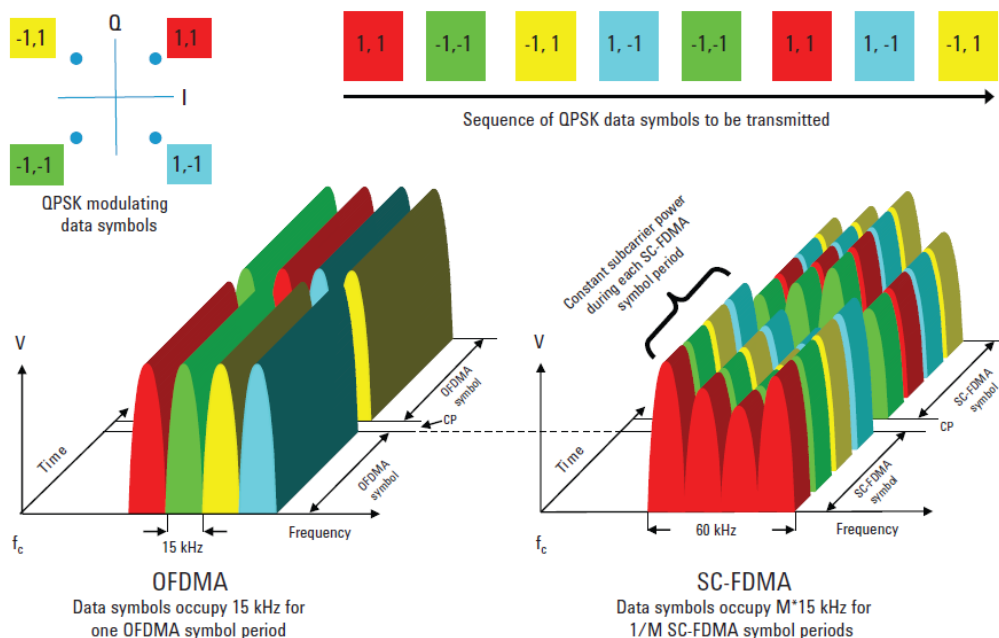 -1,1
Q
1,1
I
-1,-1
1,-1
QPSK modulating
data symbols
1, 1
-1,-1
-1, 1
1, -1
-1,-1
1, 1
1, -1
-1, 1
Sequence of QPSK data symbols to be transmitted
V
Time
OFDMA
symbol
CP
OFDMA
symbol
15 kHz
Frequency
fc
OFDMA
Data symbols occupy 15 kHz for
one OFDMA symbol period
Constant subcarrier power
during each SC-FDMA
symbol period
V
Time
SC-FDMA
symbol
CP
SC-FDMA
symbol
60 kHz
Frequency
fc
SC-FDMA
Data symbols occupy M*15 kHz for
1/M SC-FDMA symbol periods